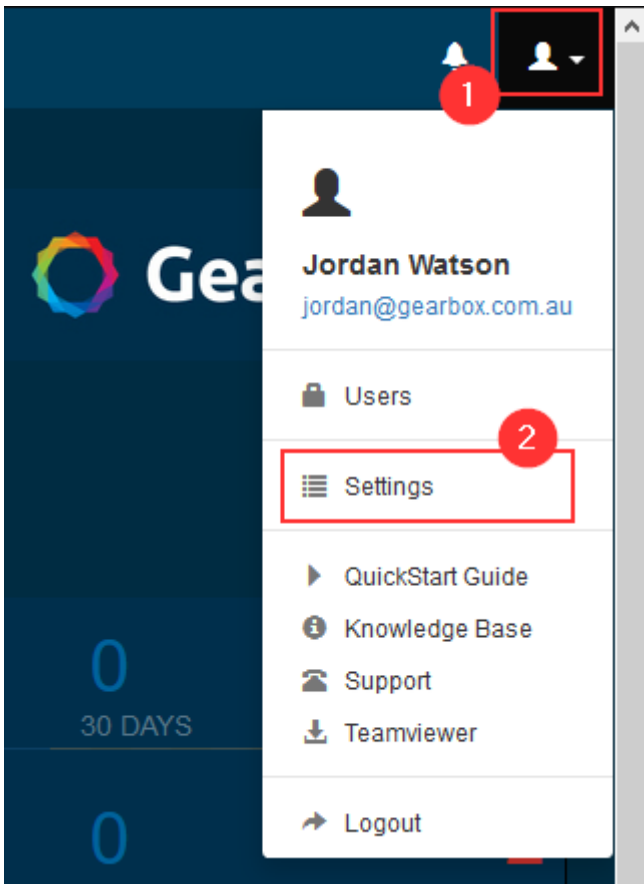 1
Gea
Jordan Watson
jordan@gearbox.com.au
Users
2
Settings
QuickStart Guide
Knowledge Base
0
Support
30 DAYS
Teamviewer
0
Logout